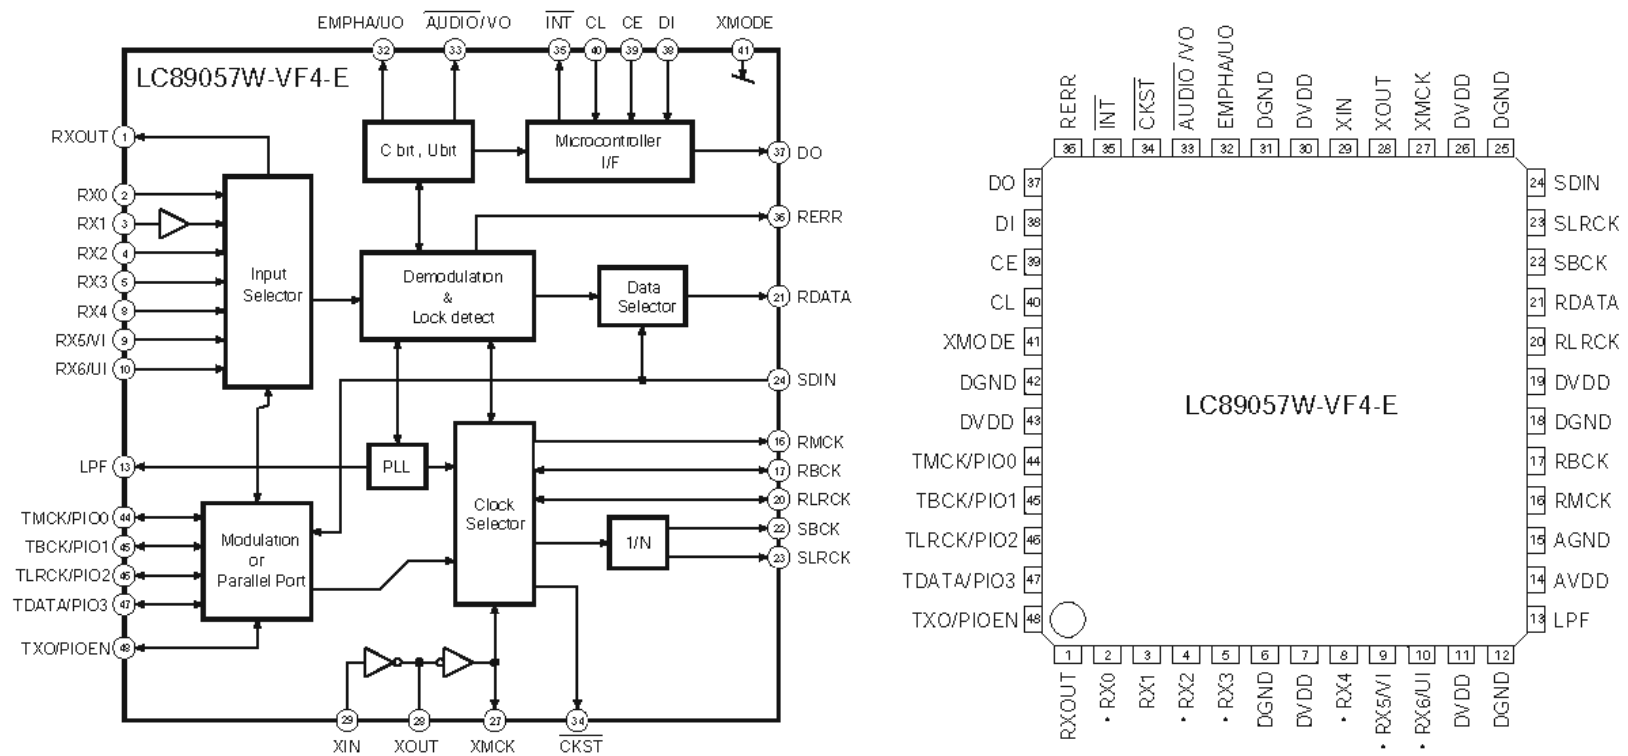 EMPHA/UO AUDIO/VO INT CL CE DI XMODE
32 33 35 40 39 38 41
LC89057W-VF4-E
RXOUT 1
C bit, U bit
Microcontroller
I/F
37 DO
RX0 2
RX1 3
RX2 4
RX3 5
RX4 8
RX5/VI 9
RX6/UI 10
Input
Selector
36 RERR
Demodulation
&
Lock detect
Data
Selector
21 RDATA
24 SDIN
LPF 13
PLL
Clock
Selector
16 RMCK
17 RBCK
20 RLRCK
1/N
22 SBCK
23 SLRCK
TMCK/PIO0 44
TBCK/PIO1 45
TLRCK/PIO2 46
TDATA/PIO3 47
TXO/PIOEN 48
Modulation
or
Parallel Port
29 28 27 34
XIN XOUT XMCK CKST
RERR INT CKST AUDIO/VO EMPHA/UO DGND DVDD XIN XOUT XMCK DVDD DGND
36 35 34 33 32 31 30 29 28 27 26 25
DO 37 24 SDIN
DI 38 23 SLRCK
CE 39 22 SBCK
CL 40 21 RDATA
XMODE 41 20 RLRCK
DGND 42 19 DVDD
LC89057W-VF4-E
DVDD 43 18 DGND
TMCK/PIO0 44 17 RBCK
TBCK/PIO1 45 16 RMCK
TLRCK/PIO2 46 15 AGND
TDATA/PIO3 47 14 AVDD
TXO/PIOEN 48 13 LPF
1 2 3 4 5 6 7 8 9 10 11 12
RXOUT • RX0 RX1 • RX2 • RX3 DGND DVDD • RX4 • RX5/VI • RX6/UI DVDD DGND